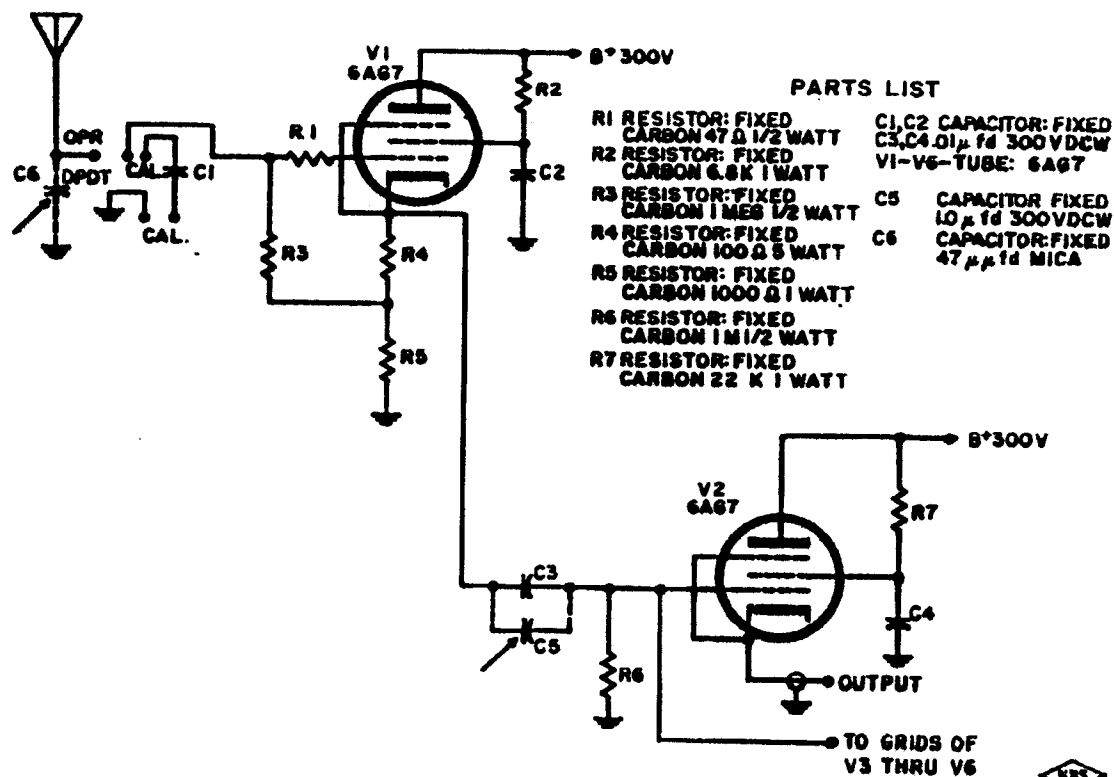 V1
6AG7
B+300V
R2
OPR
R1
C6
DPDT
CAL.
C1
C2
CAL.
R3
R4
R5
PARTS LIST
R1 RESISTOR: FIXED
CARBON 47 Ω 1/2 WATT
R2 RESISTOR: FIXED
CARBON 6.8K 1 WATT
R3 RESISTOR: FIXED
CARBON 1 MEG 1/2 WATT
R4 RESISTOR: FIXED
CARBON 100 Ω 5 WATT
R5 RESISTOR: FIXED
CARBON 1000 Ω 1 WATT
R6 RESISTOR: FIXED
CARBON 1 M 1/2 WATT
R7 RESISTOR: FIXED
CARBON 22 K 1 WATT
C1,C2 CAPACITOR: FIXED
C3,C4 .01μ fd 300 VDCW
V1-V6-TUBE: 6AG7
C5 CAPACITOR FIXED
1.0 μ fd 300VDCW
C6 CAPACITOR: FIXED
47 μμ fd MICA
B+300V
V2
6AG7
R7
C3
C5
C4
R6
OUTPUT
TO GRIDS OF
V3 THRU V6
NBS